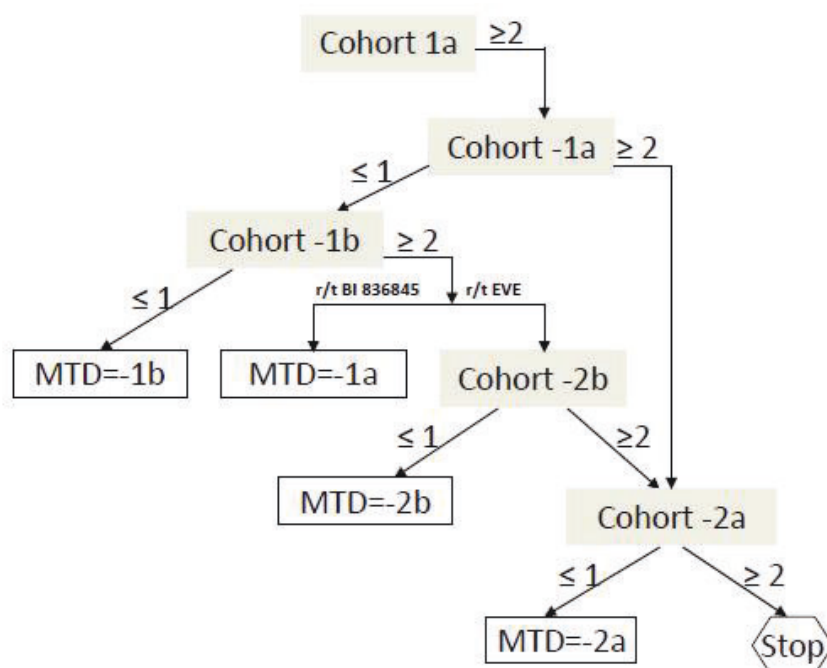 Cohort 1a
≥2
Cohort -1a
≥ 2
≤ 1
Cohort -1b
≥ 2
≤ 1
r/t BI 836845
r/t EVE
MTD=-1b
MTD=-1a
Cohort -2b
≤ 1
≥2
MTD=-2b
Cohort -2a
≤ 1
≥ 2
MTD=-2a
Stop